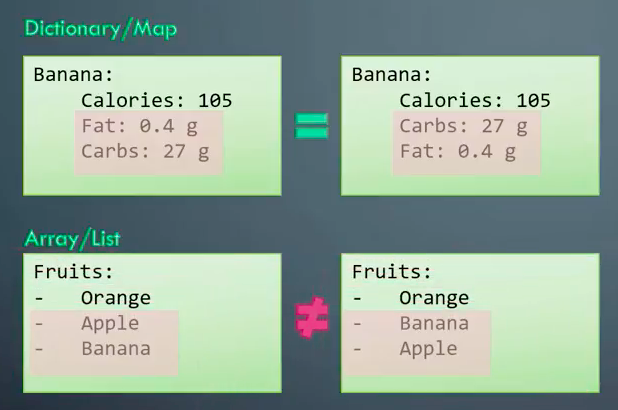 Dictionary/Map
Banana:
Calories: 105
Fat: 0.4 g
Carbs: 27 g
=
Banana:
Calories: 105
Carbs: 27 g
Fat: 0.4 g
Array/List
Fruits:
- Orange
- Apple
- Banana
≠
Fruits:
- Orange
- Banana
- Apple